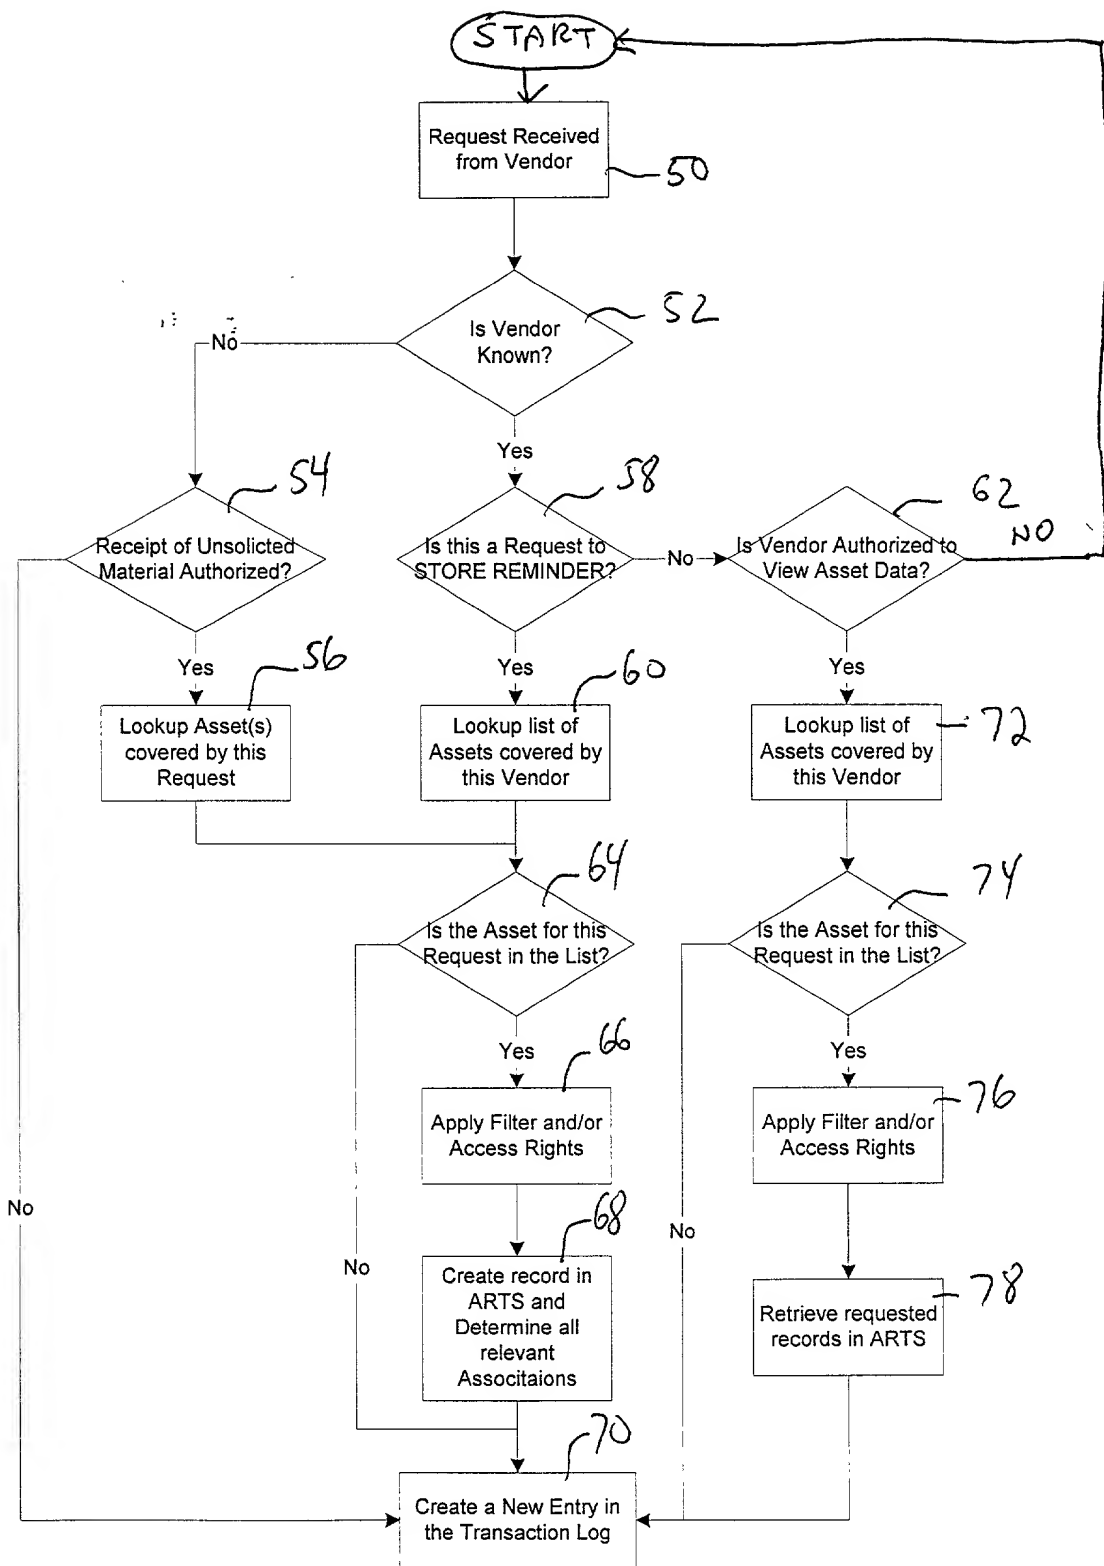 START
Request Received
from Vendor
50
Is Vendor
Known?
52
No
Yes
54
58
62
NO
Receipt of Unsolicted
Material Authorized?
Is this a Request to
STORE REMINDER?
No
Is Vendor Authorized to
View Asset Data?
Yes
56
Yes
60
Yes
72
Lookup Asset(s)
covered by this
Request
Lookup list of
Assets covered by
this Vendor
Lookup list of
Assets covered by
this Vendor
64
74
Is the Asset for this
Request in the List?
Is the Asset for this
Request in the List?
Yes
66
Yes
76
Apply Filter and/or
Access Rights
Apply Filter and/or
Access Rights
No
68
No
No
78
Create record in
ARTS and
Determine all
relevant
Associtaions
Retrieve requested
records in ARTS
70
Create a New Entry in
the Transaction Log